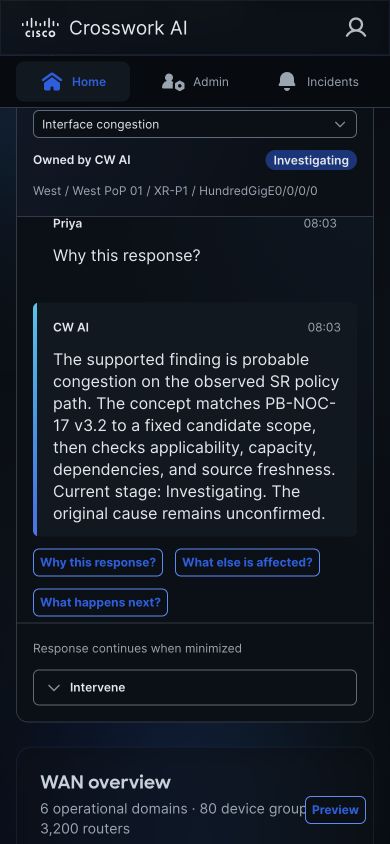 CISCO Crosswork AI
Home Admin Incidents
Interface congestion
Owned by CW AI Investigating
West / West PoP 01 / XR-P1 / HundredGigE0/0/0/0
Priya 08:03
Why this response?
CW AI 08:03
The supported finding is probable
congestion on the observed SR policy
path. The concept matches PB-NOC-
17 v3.2 to a fixed candidate scope,
then checks applicability, capacity,
dependencies, and source freshness.
Current stage: Investigating. The
original cause remains unconfirmed.
Why this response? What else is affected?
What happens next?
Response continues when minimized
Intervene
WAN overview
6 operational domains · 80 device group Preview
3,200 routers